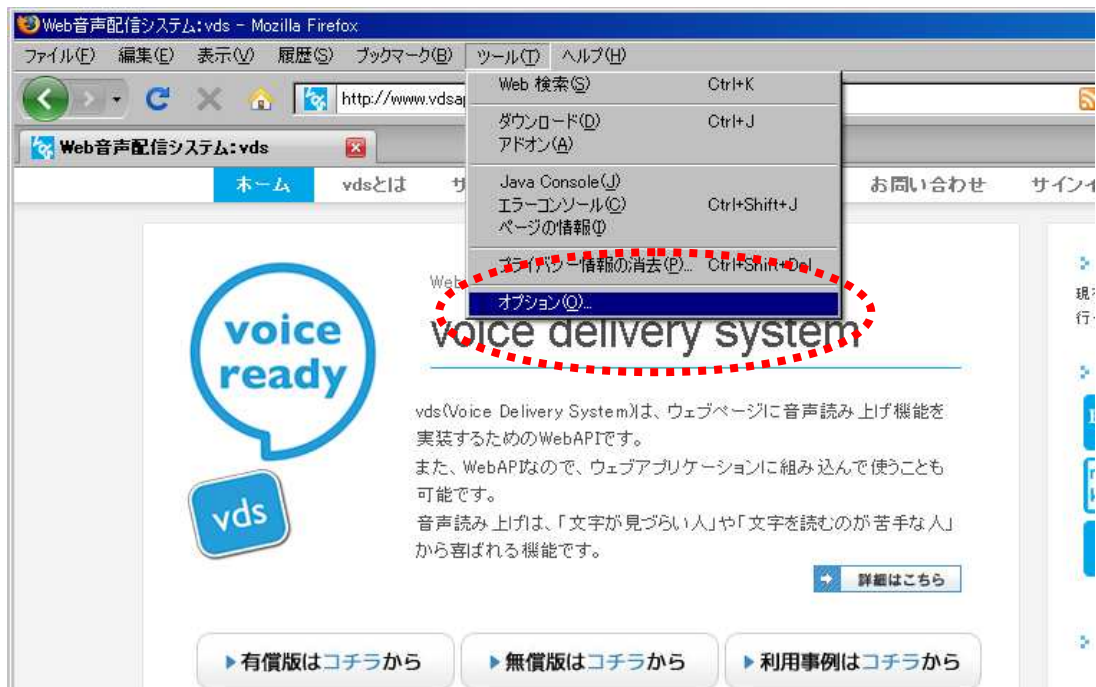 Web音声配信システム:vds - Mozilla Firefox
ファイル(F) 編集(E) 表示(V) 履歴(S) ブックマーク(B) ツール(T) ヘルプ(H)
http://www.vdsap
Web音声配信システム:vds
Web 検索(S) Ctrl+K
ダウンロード(D) Ctrl+J
アドオン(A)
Java Console(J)
エラーコンソール(C) Ctrl+Shift+J
ページの情報(I)
プライバシー情報の消去(P)... Ctrl+Shift+Del
オプション(O)...
ホーム vdsとは サ お問い合わせ サインイ
Web
voice delivery system
voice
ready
vds
vds(Voice Delivery System)は、ウェブページに音声読み上げ機能を
実装するためのWebAPIです。
また、WebAPIなので、ウェブアプリケーションに組み込んで使うことも
可能です。
音声読み上げは、「文字が見づらい人」や「文字を読むのが苦手な人」
から喜ばれる機能です。
詳細はこちら
有償版はコチラから 無償版はコチラから 利用事例はコチラから
現
行